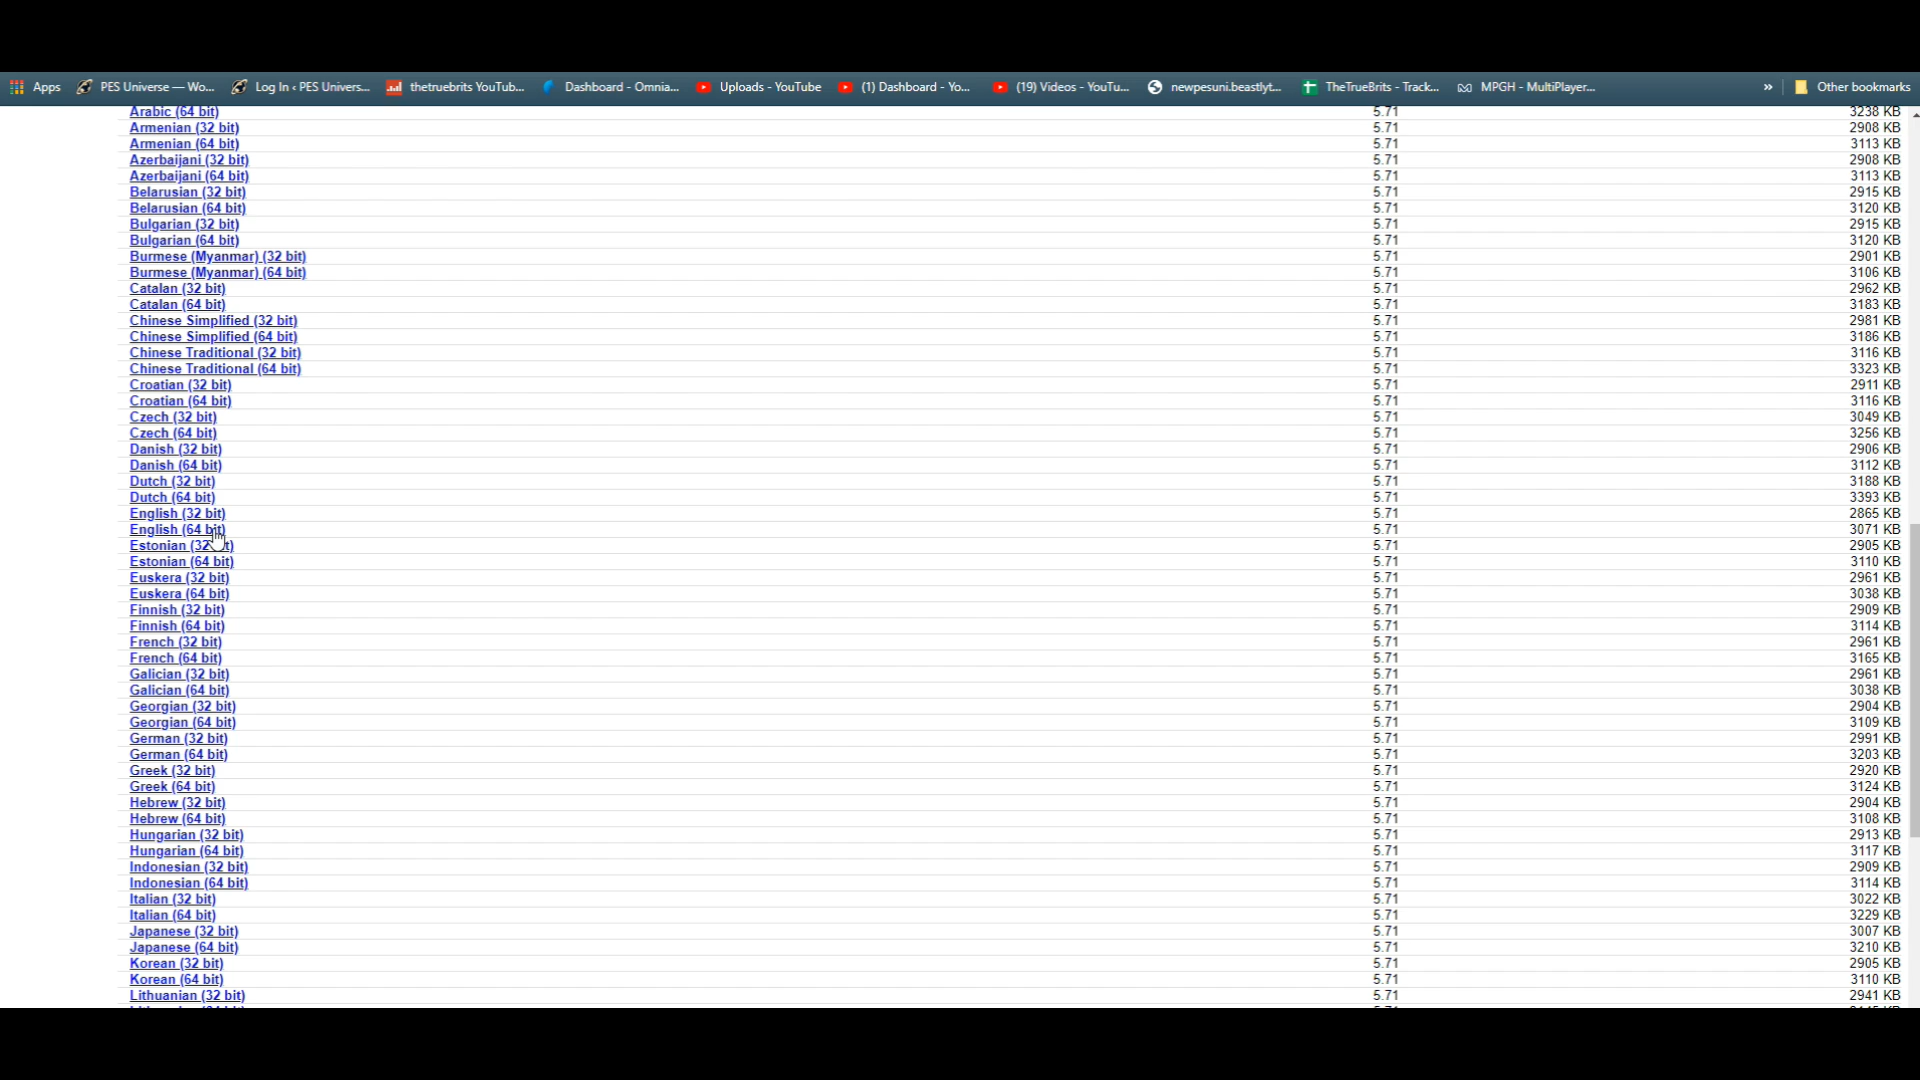 Apps PES Universe — Wo... Log In ‹ PES Univers... thetruebrits YouTub... Dashboard - Omnia... Uploads - YouTube (1) Dashboard - Yo... (19) Videos - YouTu... newpesuni.beastlyt... TheTrueBrits - Track... MPGH - MultiPlayer... » Other bookmarks
Arabic (64 bit) 5.71 3238 KB
Armenian (32 bit) 5.71 2908 KB
Armenian (64 bit) 5.71 3113 KB
Azerbaijani (32 bit) 5.71 2908 KB
Azerbaijani (64 bit) 5.71 3113 KB
Belarusian (32 bit) 5.71 2915 KB
Belarusian (64 bit) 5.71 3120 KB
Bulgarian (32 bit) 5.71 2915 KB
Bulgarian (64 bit) 5.71 3120 KB
Burmese (Myanmar) (32 bit) 5.71 2901 KB
Burmese (Myanmar) (64 bit) 5.71 3106 KB
Catalan (32 bit) 5.71 2962 KB
Catalan (64 bit) 5.71 3183 KB
Chinese Simplified (32 bit) 5.71 2981 KB
Chinese Simplified (64 bit) 5.71 3186 KB
Chinese Traditional (32 bit) 5.71 3116 KB
Chinese Traditional (64 bit) 5.71 3323 KB
Croatian (32 bit) 5.71 2911 KB
Croatian (64 bit) 5.71 3116 KB
Czech (32 bit) 5.71 3049 KB
Czech (64 bit) 5.71 3256 KB
Danish (32 bit) 5.71 2906 KB
Danish (64 bit) 5.71 3112 KB
Dutch (32 bit) 5.71 3188 KB
Dutch (64 bit) 5.71 3393 KB
English (32 bit) 5.71 2865 KB
English (64 bit) 5.71 3071 KB
Estonian (32 bit) 5.71 2905 KB
Estonian (64 bit) 5.71 3110 KB
Euskera (32 bit) 5.71 2961 KB
Euskera (64 bit) 5.71 3038 KB
Finnish (32 bit) 5.71 2909 KB
Finnish (64 bit) 5.71 3114 KB
French (32 bit) 5.71 2961 KB
French (64 bit) 5.71 3165 KB
Galician (32 bit) 5.71 2961 KB
Galician (64 bit) 5.71 3038 KB
Georgian (32 bit) 5.71 2904 KB
Georgian (64 bit) 5.71 3109 KB
German (32 bit) 5.71 2991 KB
German (64 bit) 5.71 3203 KB
Greek (32 bit) 5.71 2920 KB
Greek (64 bit) 5.71 3124 KB
Hebrew (32 bit) 5.71 2904 KB
Hebrew (64 bit) 5.71 3108 KB
Hungarian (32 bit) 5.71 2913 KB
Hungarian (64 bit) 5.71 3117 KB
Indonesian (32 bit) 5.71 2909 KB
Indonesian (64 bit) 5.71 3114 KB
Italian (32 bit) 5.71 3022 KB
Italian (64 bit) 5.71 3229 KB
Japanese (32 bit) 5.71 3007 KB
Japanese (64 bit) 5.71 3210 KB
Korean (32 bit) 5.71 2905 KB
Korean (64 bit) 5.71 3110 KB
Lithuanian (32 bit) 5.71 2941 KB